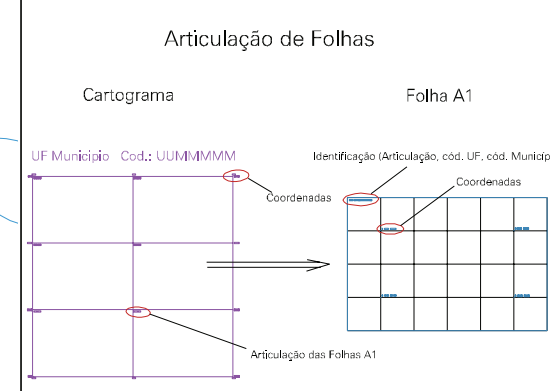 Articulação de Folhas
Cartograma
Folha A1
UF Municipio Cod.: UUMMMMM
Identificação (Articulação, cód. UF, cód. Municíp
Coordenadas
Coordenadas
Articulação das Folhas A1